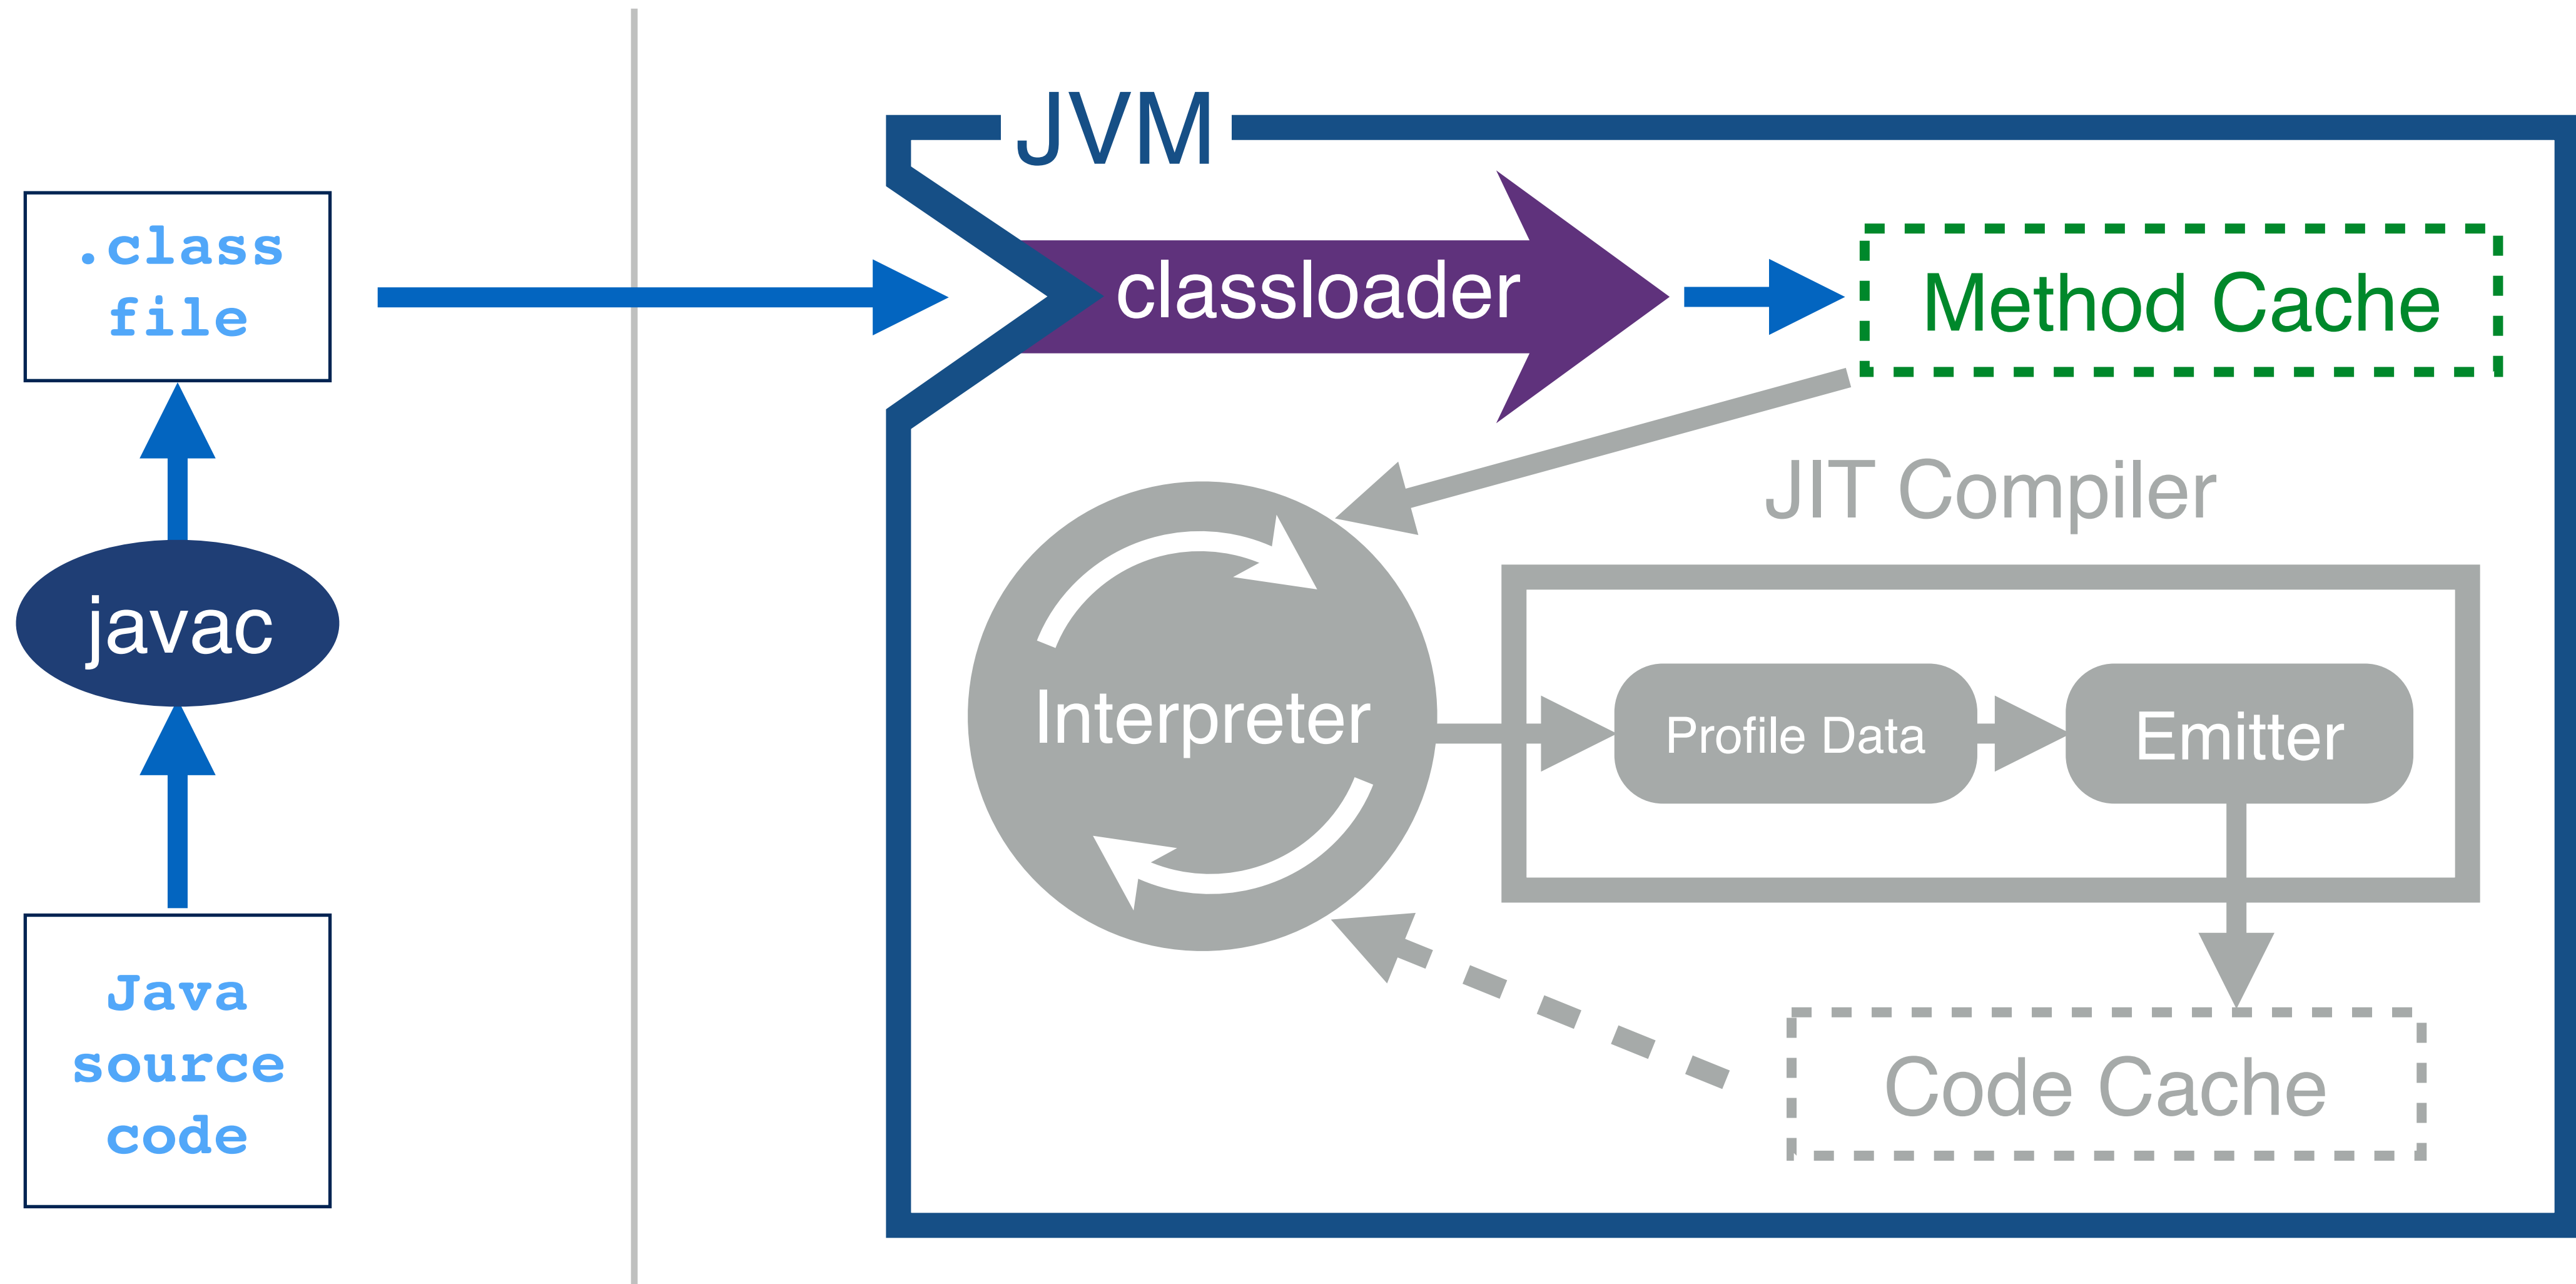 .class
file
javac
Java
source
code
JVM
classloader
Method Cache
JIT Compiler
Interpreter
Profile Data
Emitter
Code Cache